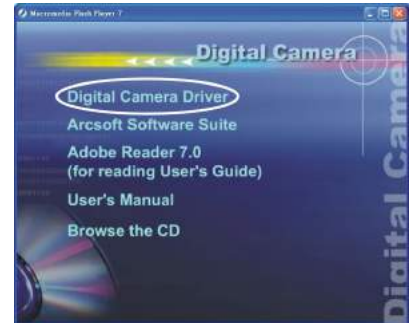 Macromedia Flash Player 7
Digital Camera
Digital Camera Driver
Arcsoft Software Suite
Adobe Reader 7.0
(for reading User's Guide)
User's Manual
Browse the CD
Digital Camera